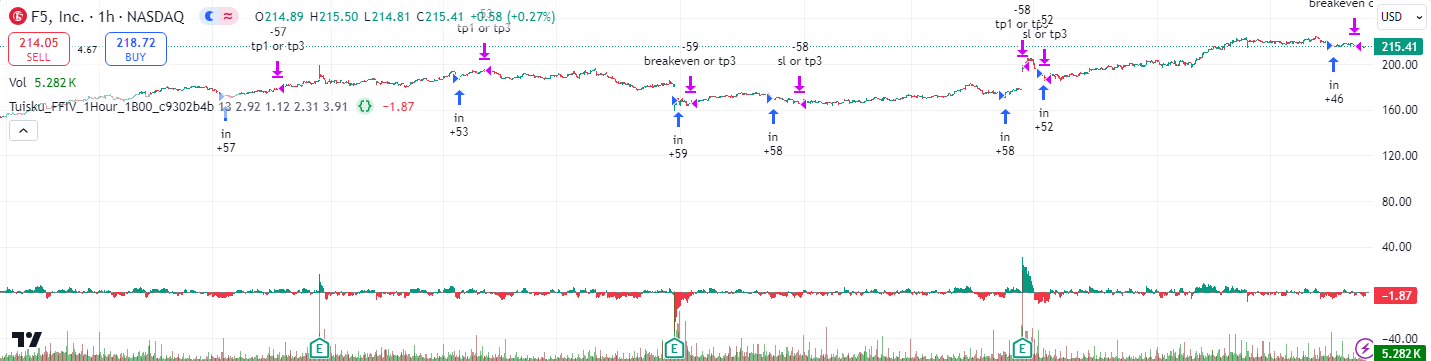 F5, Inc. · 1h · NASDAQ
O214.89 H215.50 L214.81 C215.41 +0.58 (+0.27%)
214.05
SELL
4.67
218.72
BUY
Vol 5.282 K
Tuisku_FFIV_1Hour_1B00_c9302b4b 13 2.92 1.12 2.31 3.91 −1.87
-57
tp1 or tp3
in
+57
-53
tp1 or tp3
in
+53
-59
breakeven or tp3
in
+59
-58
sl or tp3
in
+58
-58
tp1 or tp3
in
+58
-52
sl or tp3
in
+52
breakeven or tp3
in
+46
USD
215.41
200.00
160.00
120.00
80.00
40.00
−1.87
−40.00
5.282 K
E
E
E